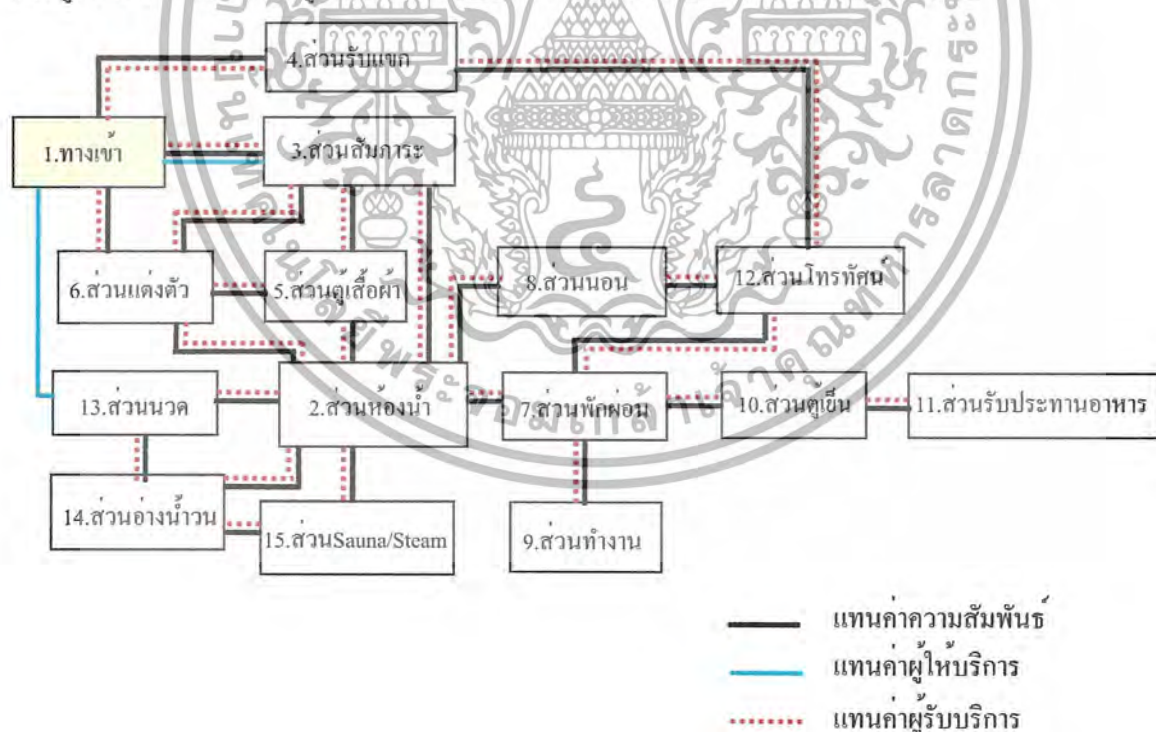 4.ส่วนรับแขก
1.ทางเข้า
3.ส่วนสัมภาระ
6.ส่วนแต่งตัว
5.ส่วนตู้เสื้อผ้า
8.ส่วนนอน
12.ส่วนโทรทัศน์
13.ส่วนนวด
2.ส่วนห้องน้ำ
7.ส่วนพักผ่อน
10.ส่วนตู้เย็น
11.ส่วนรับประทานอาหาร
14.ส่วนอ่างน้ำวน
15.ส่วนSauna/Steam
9.ส่วนทำงาน
แทนค่าความสัมพันธ์
แทนค่าผู้ให้บริการ
แทนค่าผู้รับบริการ